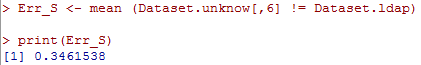 > Err_S <- mean (Dataset.unknow[,6] != Dataset.ldap)
> print(Err_S)
[1] 0.3461538